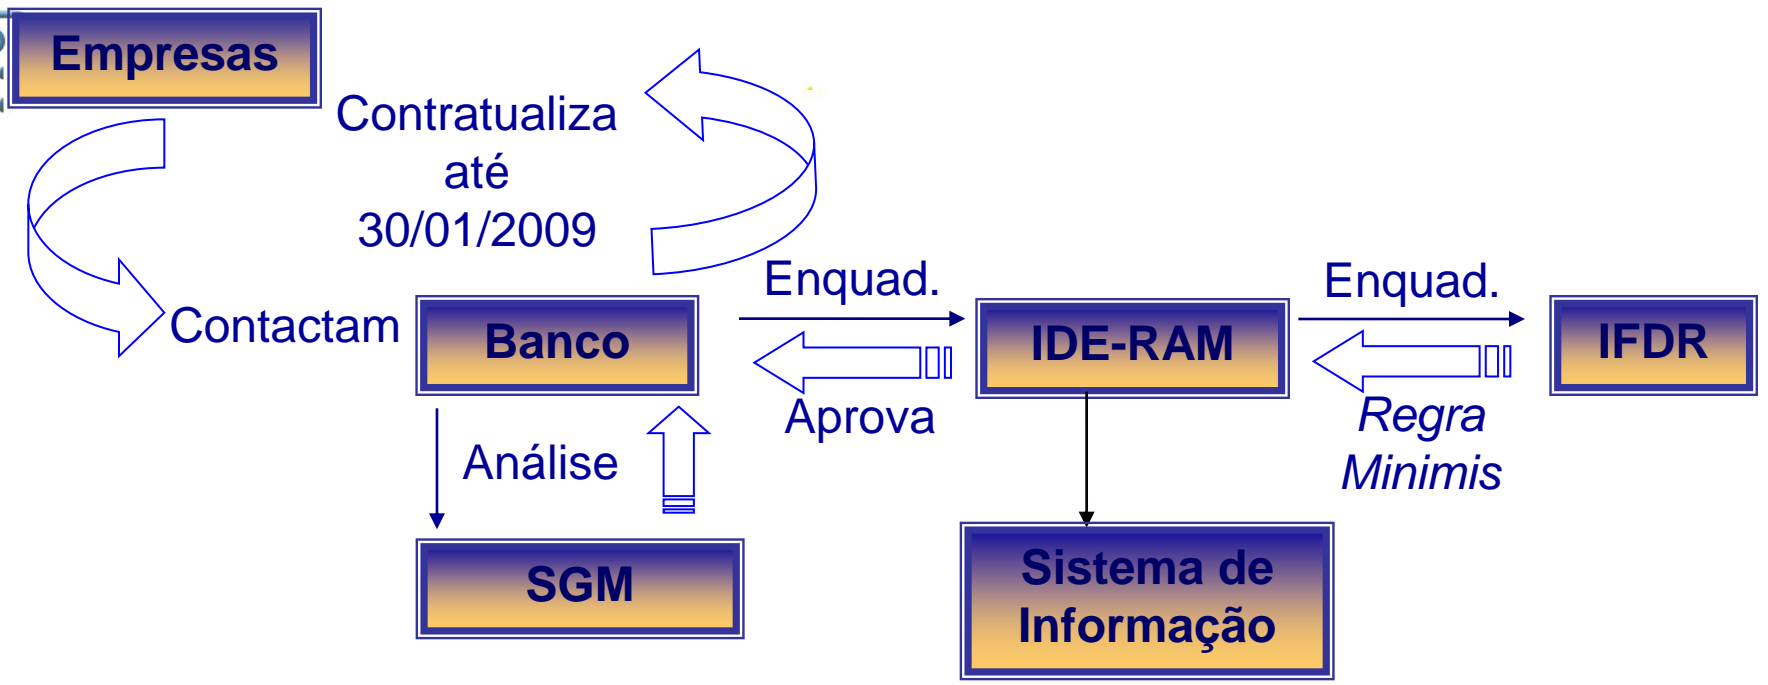 Empresas
Contratualiza
até
30/01/2009
Contactam
Banco
Enquad.
Aprova
IDE-RAM
Enquad.
Regra
Minimis
IFDR
Análise
SGM
Sistema de
Informação